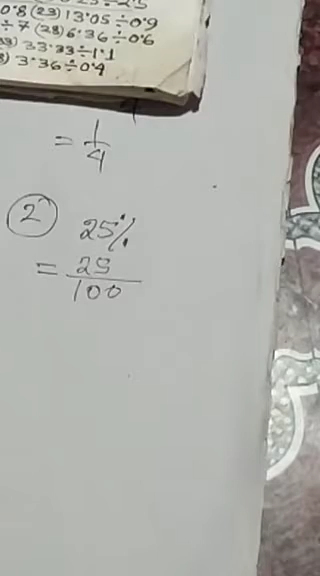 0.8 (23) 13.05÷0.9
÷7 (28) 6.36÷0.6
33.33÷1.1
3.36÷0.4
= 1/4
2 25%
= 25/100